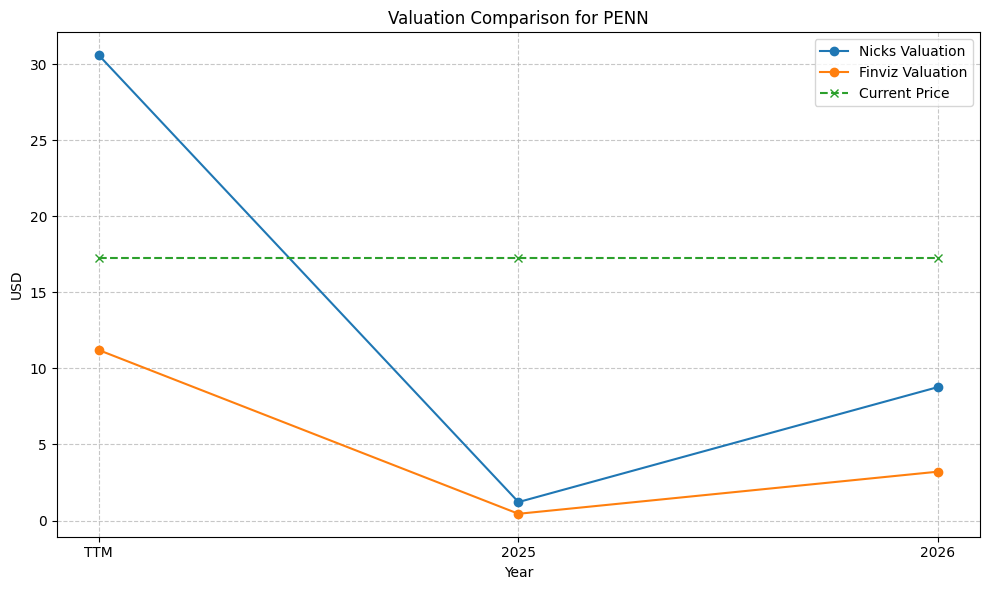 Valuation Comparison for PENN
Nicks Valuation
Finviz Valuation
Current Price
USD
30
25
20
15
10
5
0
TTM
2025
2026
Year